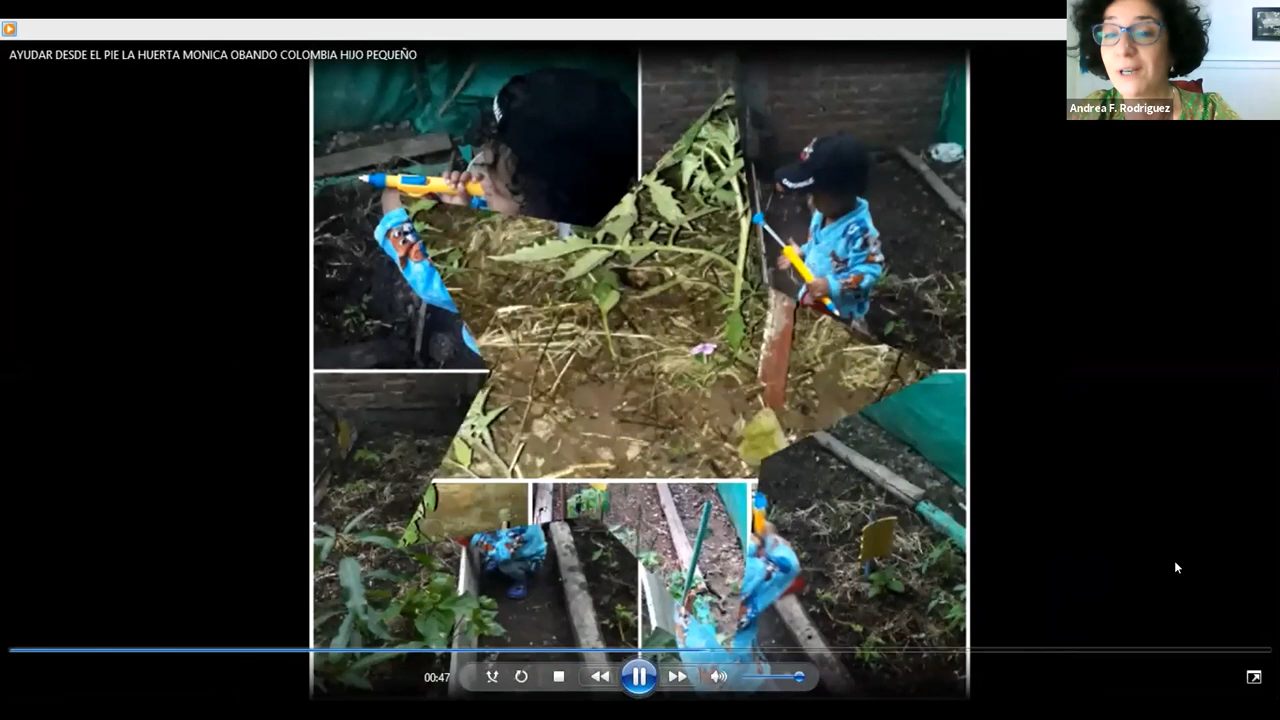 AYUDAR DESDE EL PIE LA HUERTA MONICA OBANDO COLOMBIA HIJO PEQUEÑO
Andrea F. Rodriguez
00:47